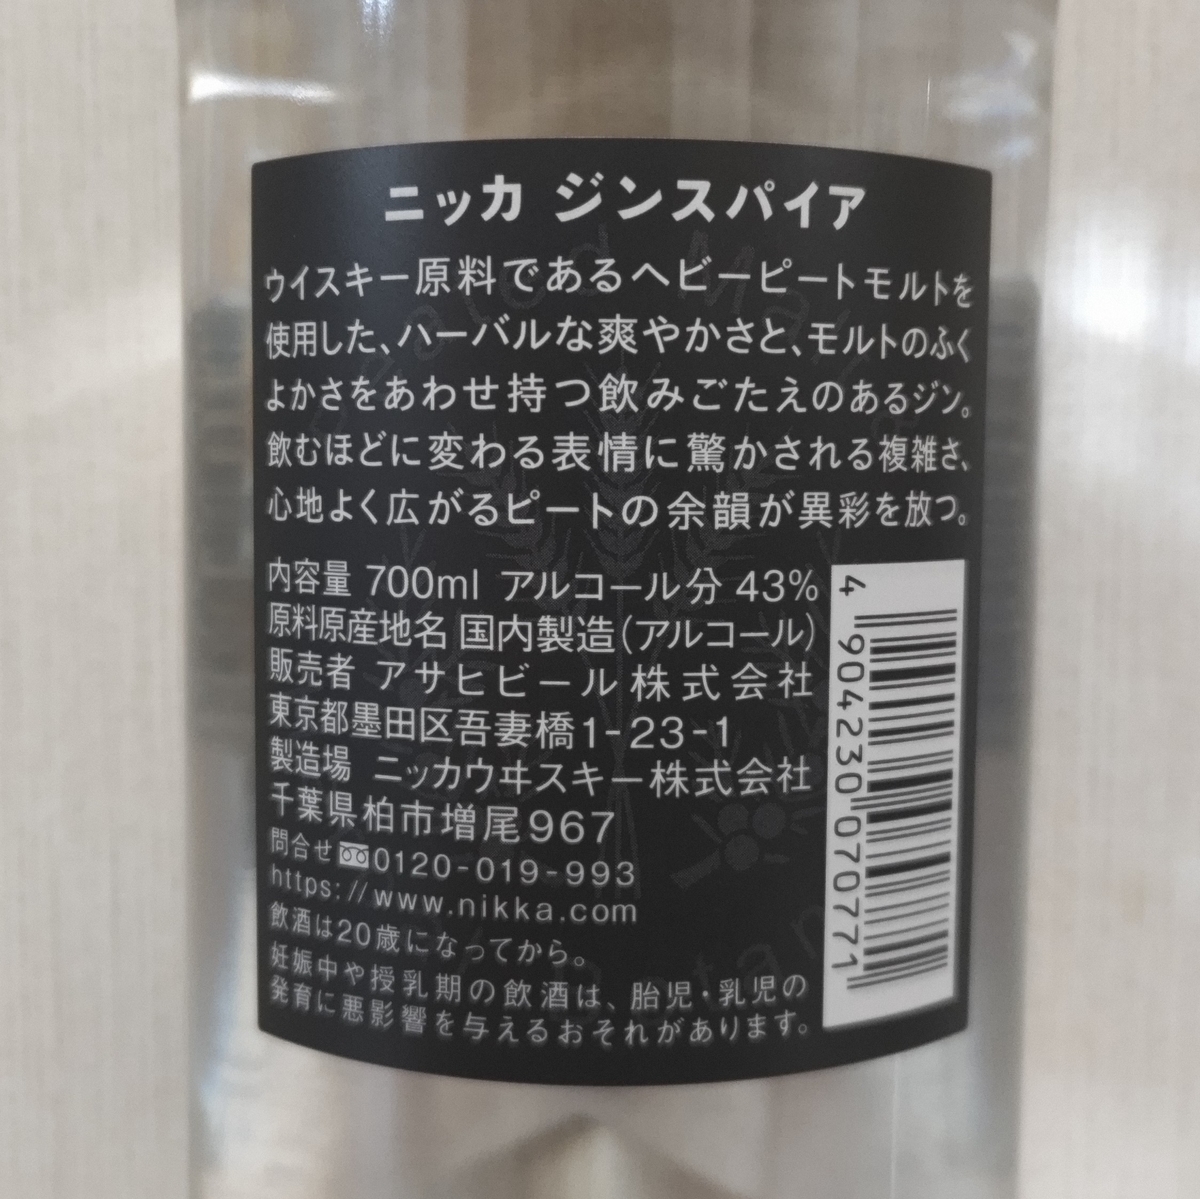 ニッカ ジンスパイア
ウイスキー原料であるヘビーピートモルトを
使用した、ハーバルな爽やかさと、モルトのふく
よかさをあわせ持つ飲みごたえのあるジン。
飲むほどに変わる表情に驚かされる複雑さ、
心地よく広がるピートの余韻が異彩を放つ。
内容量 700ml アルコール分 43%
原料原産地名 国内製造(アルコール)
販売者 アサヒビール株式会社
東京都墨田区吾妻橋1-23-1
製造場 ニッカウヰスキー株式会社
千葉県柏市増尾967
問合せ 0120-019-993
https://www.nikka.com
飲酒は20歳になってから。
妊娠中や授乳期の飲酒は、胎児・乳児の
発育に悪影響を与えるおそれがあります。
4 904230 070771